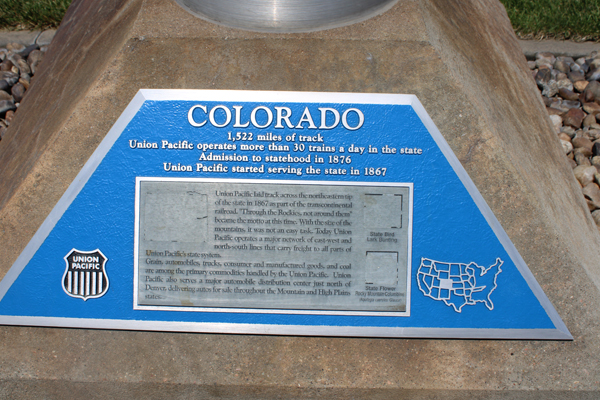 COLORADO
1,522 miles of track
Union Pacific operates more than 30 trains a day in the state
Admission to statehood in 1876
Union Pacific started serving the state in 1867
Union Pacific laid track across the northeastern tip
of the state in 1867 as part of the transcontinental
railroad. "Through the Rockies, not around them"
became the motto at this time. With the size of the
mountains, it was not an easy task. Today Union
Pacific operates a major network of east-west and
north-south lines that carry freight to all parts of
Union Pacific's state system.
Grain, automobiles, trucks, consumer and manufactured goods, and coal
are among the primary commodities handled by the Union Pacific. Union
Pacific also serves a major automobile distribution center just north of
Denver, delivering autos for sale throughout the Mountain and High Plains
states.
State Bird
Lark Bunting
State Flower
Rocky Mountain Columbine
UNION
PACIFIC